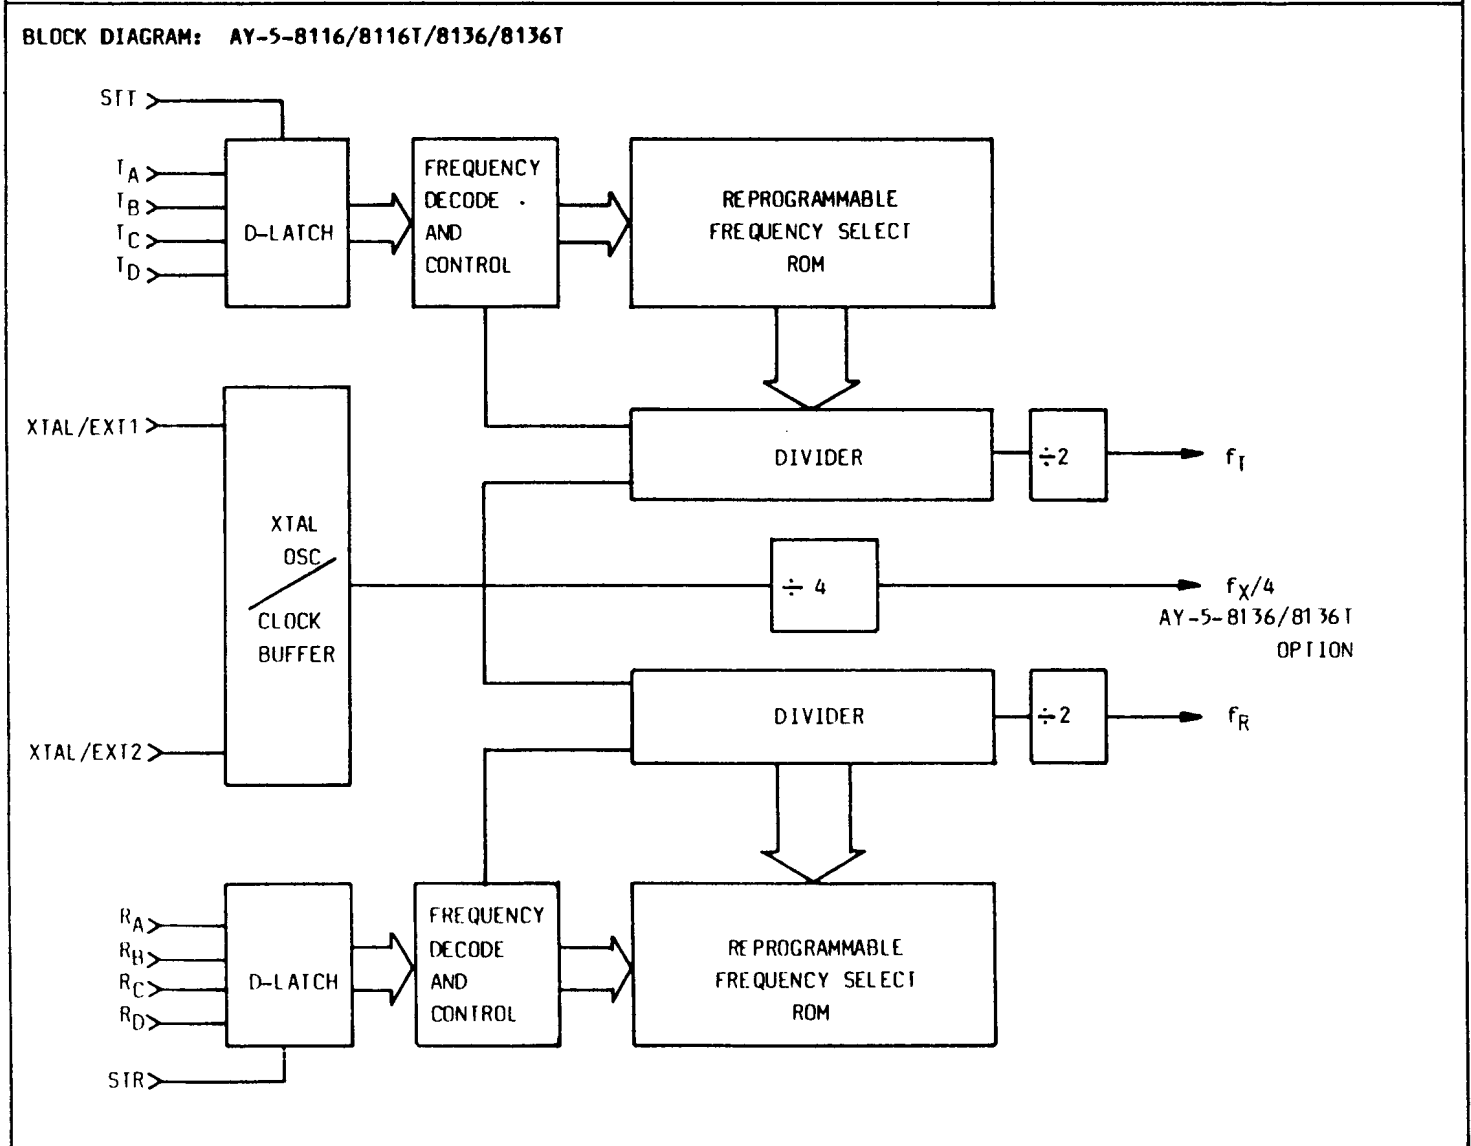 BLOCK DIAGRAM: AY-5-8116/8116T/8136/8136T
STT
TA
TB
TC
TD
D-LATCH
FREQUENCY
DECODE
AND
CONTROL
REPROGRAMMABLE
FREQUENCY SELECT
ROM
XTAL/EXT1
XTAL
OSC
CLOCK
BUFFER
DIVIDER
÷2
fT
÷ 4
fX/4
AY-5-8136/8136T
OPTION
DIVIDER
÷2
fR
XTAL/EXT2
RA
RB
RC
RD
D-LATCH
FREQUENCY
DECODE
AND
CONTROL
REPROGRAMMABLE
FREQUENCY SELECT
ROM
STR